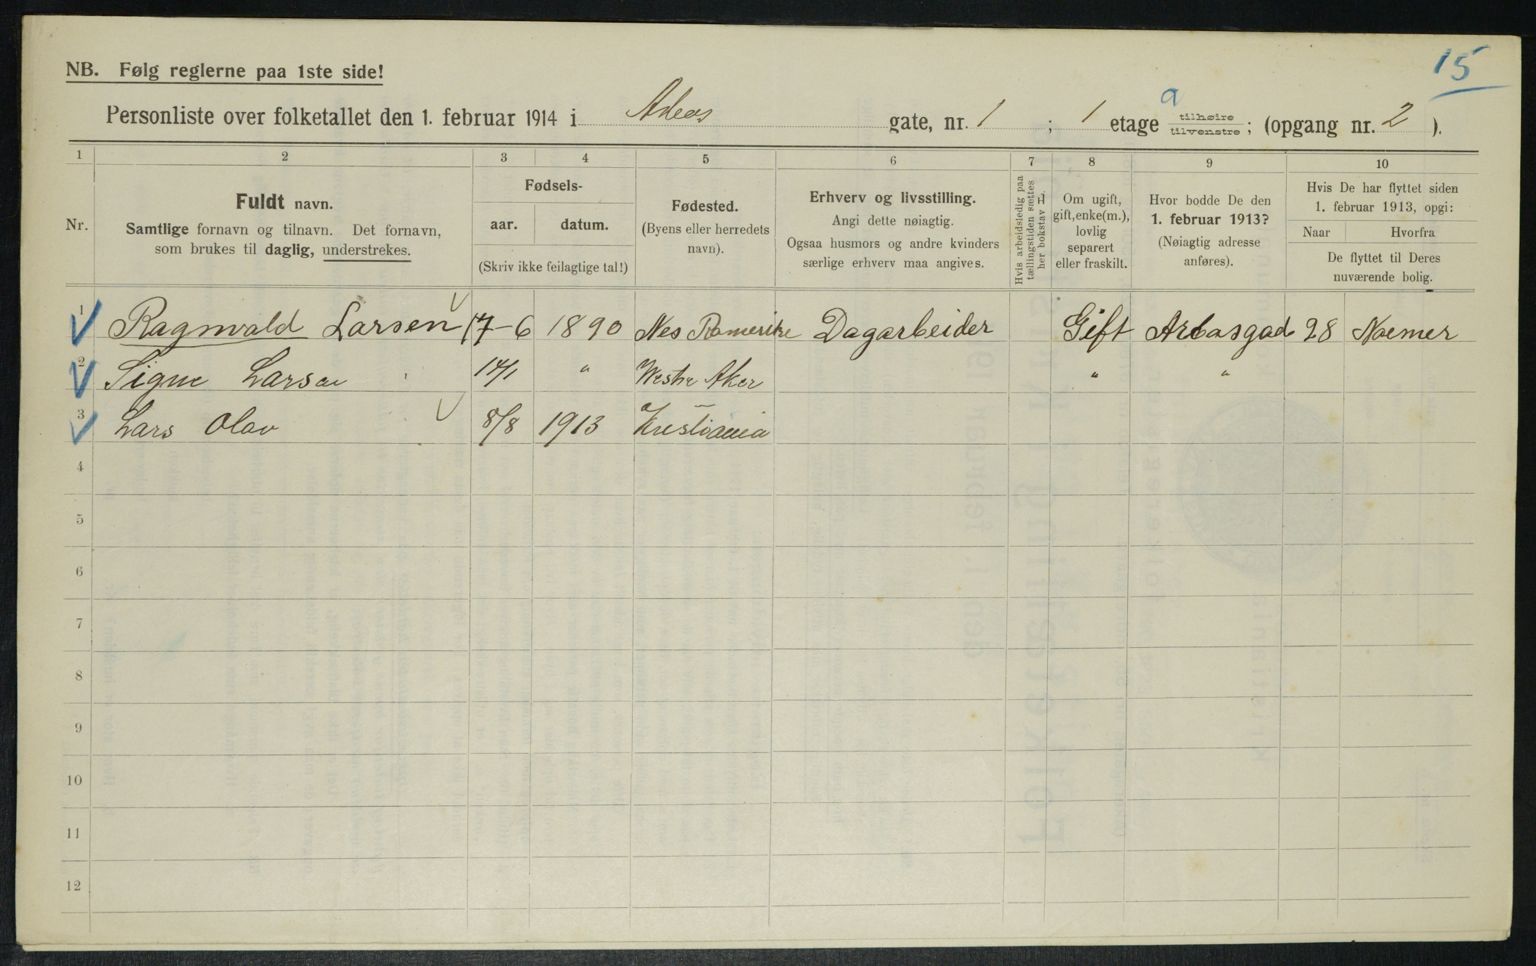 15
NB. Følg reglerne paa 1ste side!
Personliste over folketallet den 1. februar 1914 i gate, nr. 1 ; 1 etage a tilhøire tilvenstre ; (opgang nr. 2 ).
1 2 3 4 5 6 7 8 9 10
Nr.
Fuldt navn.
Samtlige fornavn og tilnavn. Det fornavn,
som brukes til daglig, understrekes.
Fødsels-
aar. datum.
(Skriv ikke feilagtige tal!)
Fødested.
(Byens eller herredets
navn).
Erhverv og livsstilling.
Angi dette nøiagtig.
Ogsaa husmors og andre kvinders
særlige erhverv maa angives.
Hvis arbeidsledig paa
tællingstiden sættes
her bokstav L.
Om ugift,
gift, enke(m.),
lovlig
separert
eller fraskilt.
Hvor bodde De den
1. februar 1913?
(Nøiagtig adresse
anføres).
Hvis De har flyttet siden
1. februar 1913, opgi:
Naar Hvorfra
De flyttet til Deres
nuværende bolig.
1 Ragnvald Larsen 17-6 1890 Nes Romerike Dagarbeider Gift 28
2 Signe Larsen 14/1 " Westre Aker " "
3 Lars Olav 8/8 1913 Kristiania
4
5
6
7
8
9
10
11
12